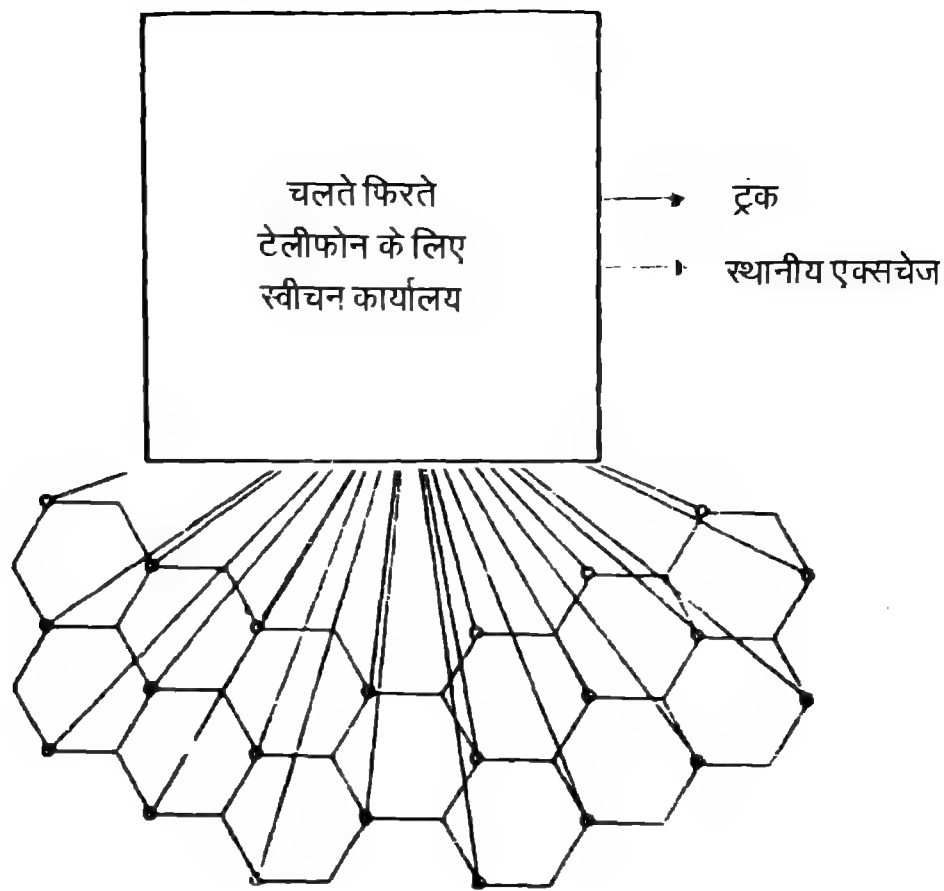 चलते फिरते
टेलीफोन के लिए
स्वीचन कार्यालय
ट्रंक
स्थानीय एक्सचेज